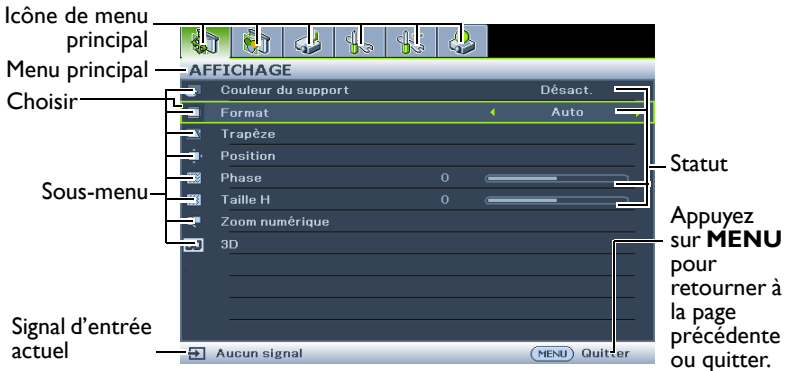 Icône de menu
principal
Menu principal
AFFICHAGE
Choisir
Couleur du support Désact.
Format Auto
Trapèze
Position
Phase 0
Taille H 0
Zoom numérique
3D 3D
Sous-menu
Statut
Appuyez
sur MENU
pour
retourner à
la page
précédente
ou quitter.
Signal d'entrée
actuel
Aucun signal
MENU Quitter